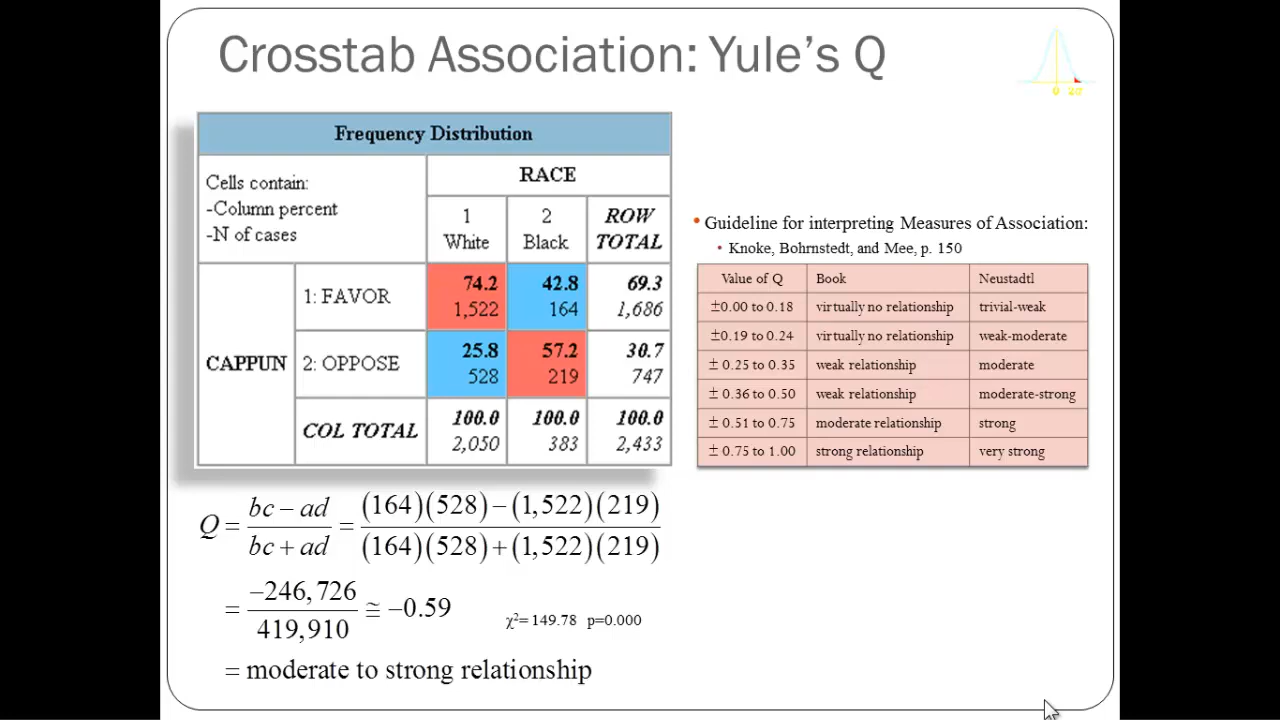 Crosstab Association: Yule's Q
0 2σ
Frequency Distribution
Cells contain:
-Column percent
-N of cases
RACE
1
White
2
Black
ROW
TOTAL
CAPPUN
1: FAVOR
74.2
1,522
42.8
164
69.3
1,686
2: OPPOSE
25.8
528
57.2
219
30.7
747
COL TOTAL
100.0
2,050
100.0
383
100.0
2,433
• Guideline for interpreting Measures of Association:
• Knoke, Bohrnstedt, and Mee, p. 150
Value of Q Book Neustadtl
±0.00 to 0.18 virtually no relationship trivial-weak
±0.19 to 0.24 virtually no relationship weak-moderate
± 0.25 to 0.35 weak relationship moderate
± 0.36 to 0.50 weak relationship moderate-strong
± 0.51 to 0.75 moderate relationship strong
± 0.75 to 1.00 strong relationship very strong
Q = (bc − ad)/(bc + ad) = ((164)(528) − (1,522)(219))/((164)(528) + (1,522)(219))
= −246,726/419,910 ≅ −0.59
χ²= 149.78 p=0.000
= moderate to strong relationship